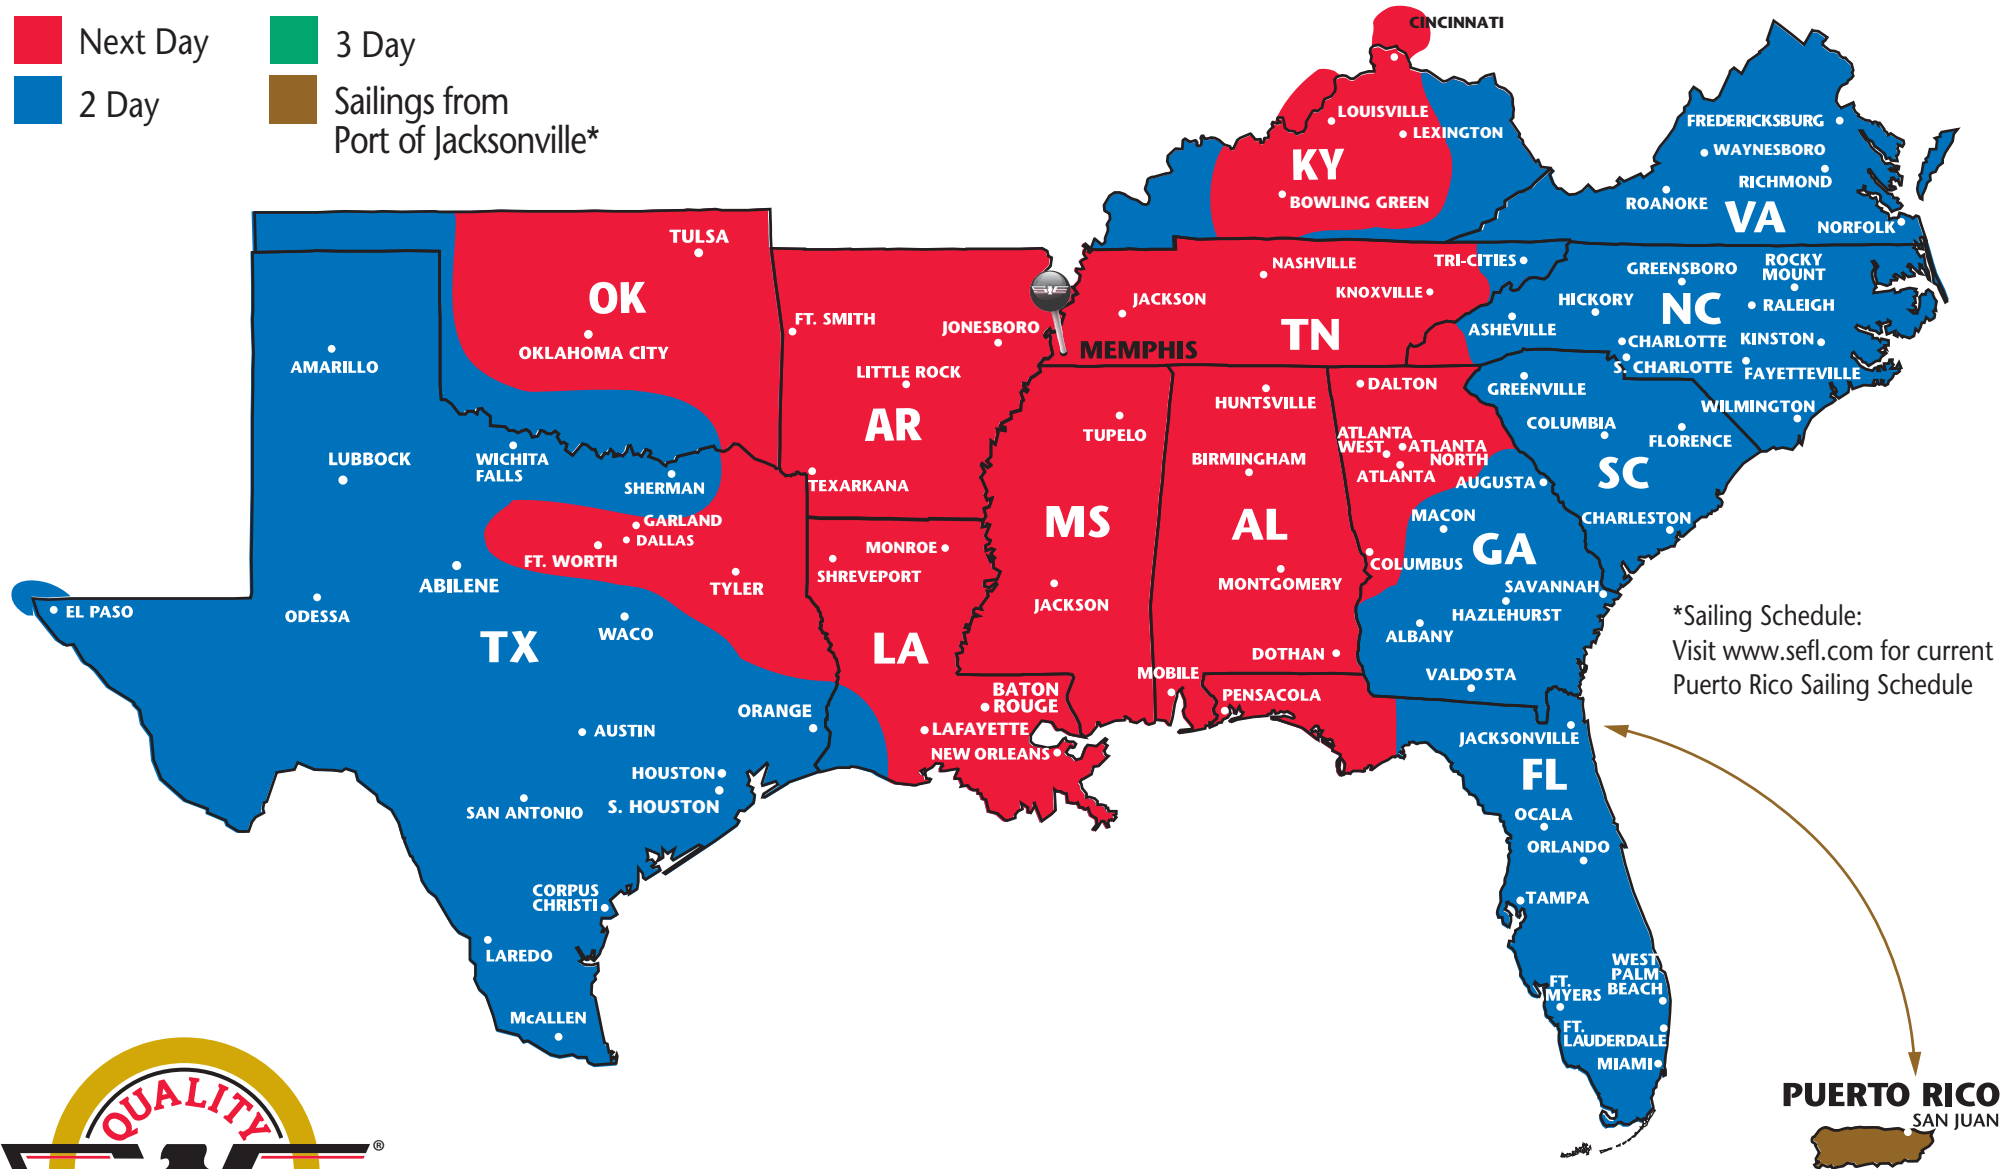 Next Day
3 Day
2 Day
Sailings from
Port of Jacksonville*
CINCINNATI
LOUISVILLE
LEXINGTON
KY
BOWLING GREEN
FREDERICKSBURG
WAYNESBORO
RICHMOND
ROANOKE
VA
NORFOLK
TULSA
OK
OKLAHOMA CITY
FT. SMITH
JONESBORO
LITTLE ROCK
AR
TEXARKANA
NASHVILLE
TRI-CITIES
KNOXVILLE
JACKSON
TN
MEMPHIS
GREENSBORO
ROCKY
MOUNT
HICKORY
NC
RALEIGH
ASHEVILLE
CHARLOTTE
KINSTON
S. CHARLOTTE
FAYETTEVILLE
WILMINGTON
GREENVILLE
COLUMBIA
FLORENCE
SC
CHARLESTON
AMARILLO
LUBBOCK
WICHITA
FALLS
SHERMAN
GARLAND
DALLAS
FT. WORTH
TYLER
ABILENE
EL PASO
ODESSA
WACO
TX
ORANGE
AUSTIN
HOUSTON
S. HOUSTON
SAN ANTONIO
CORPUS
CHRISTI
LAREDO
McALLEN
MONROE
SHREVEPORT
LA
BATON
ROUGE
LAFAYETTE
NEW ORLEANS
TUPELO
MS
JACKSON
HUNTSVILLE
BIRMINGHAM
AL
MONTGOMERY
DOTHAN
MOBILE
DALTON
ATLANTA
WEST
ATLANTA
NORTH
ATLANTA
AUGUSTA
MACON
GA
COLUMBUS
SAVANNAH
HAZLEHURST
ALBANY
VALDOSTA
PENSACOLA
JACKSONVILLE
FL
OCALA
ORLANDO
TAMPA
WEST
PALM
BEACH
FT.
MYERS
FT.
LAUDERDALE
MIAMI
*Sailing Schedule:
Visit www.sefl.com for current
Puerto Rico Sailing Schedule
PUERTO RICO
SAN JUAN
QUALITY
®